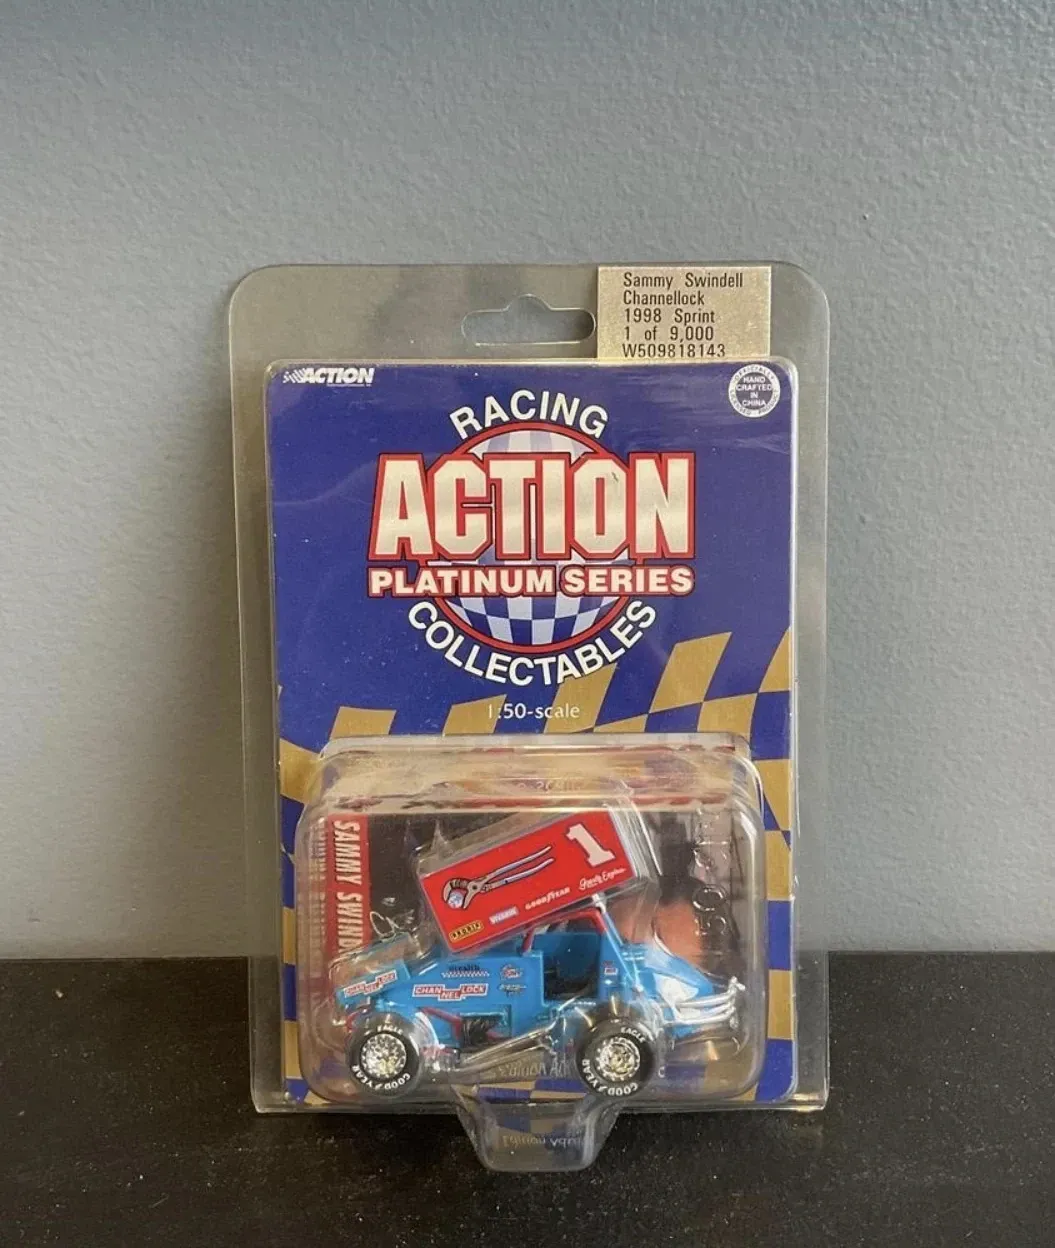 Sammy Swindell
Channellock
1998 Sprint
1 of 9,000
W509818143
ACTION
HAND
CRAFTED
IN
CHINA
RACING
ACTION
PLATINUM SERIES
COLLECTABLES
1:50-scale
SAMMY SWIND
1
GOODYEAR
CHANNELLOCK
CHANNELLOCK
EAGLE
GOODYEAR
EAGLE
GOODYEAR